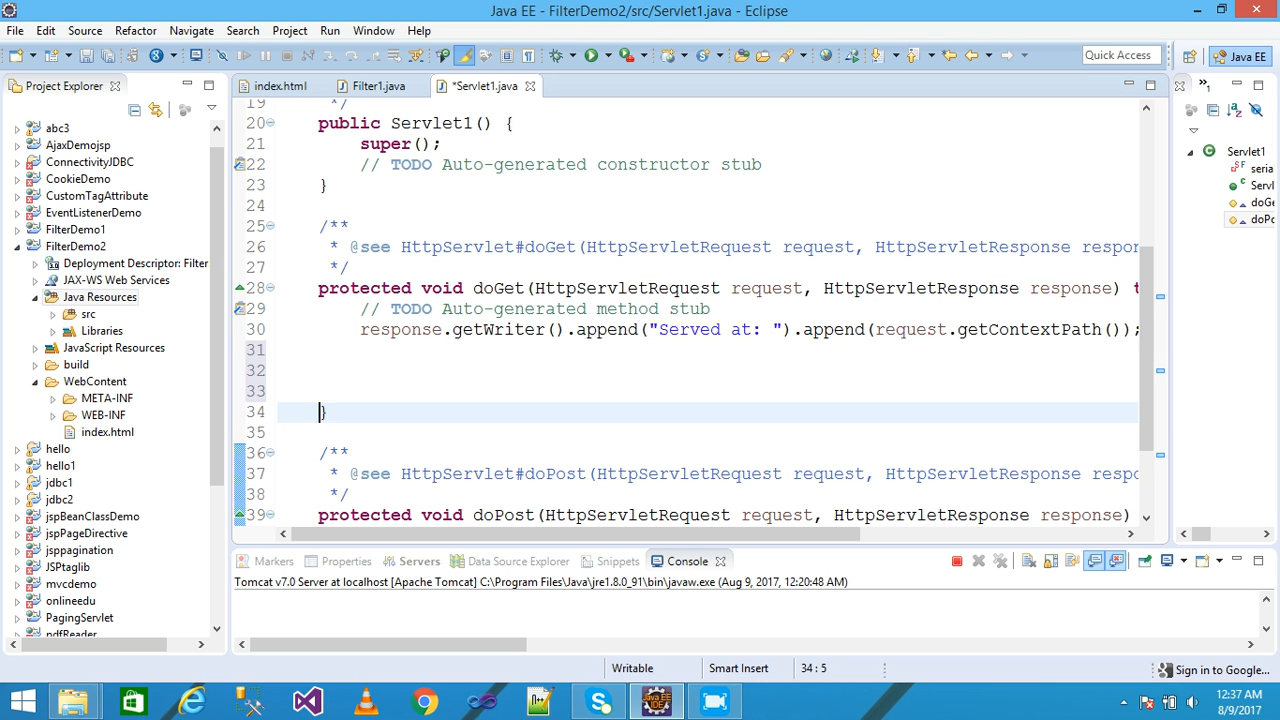 Java EE - FilterDemo2/src/Servlet1.java - Eclipse
File Edit Source Refactor Navigate Search Project Run Window Help
Quick Access
Java EE
Project Explorer
index.html
Filter1.java
*Servlet1.java
abc3
AjaxDemojsp
ConnectivityJDBC
CookieDemo
CustomTagAttribute
EventListenerDemo
FilterDemo1
FilterDemo2
Deployment Descriptor: Filter
JAX-WS Web Services
Java Resources
src
Libraries
JavaScript Resources
build
WebContent
META-INF
WEB-INF
index.html
hello
hello1
jdbc1
jdbc2
jspBeanClassDemo
jspPageDirective
jsppagination
JSPtaglib
mvcdemo
onlineedu
PagingServlet
pdfReader
19 */
20 public Servlet1() {
21 super();
22 // TODO Auto-generated constructor stub
23 }
24
25 /**
26 * @see HttpServlet#doGet(HttpServletRequest request, HttpServletResponse respon
27 */
28 protected void doGet(HttpServletRequest request, HttpServletResponse response) t
29 // TODO Auto-generated method stub
30 response.getWriter().append("Served at: ").append(request.getContextPath());
31
32
33
34 }
35
36 /**
37 * @see HttpServlet#doPost(HttpServletRequest request, HttpServletResponse respo
38 */
39 protected void doPost(HttpServletRequest request, HttpServletResponse response)
Servlet1
seria
Servl
doGe
doPo
Markers Properties Servers Data Source Explorer Snippets Console
Tomcat v7.0 Server at localhost [Apache Tomcat] C:\Program Files\Java\jre1.8.0_91\bin\javaw.exe (Aug 9, 2017, 12:20:48 AM)
Writable
Smart Insert
34 : 5
Sign in to Google...
12:37 AM
8/9/2017